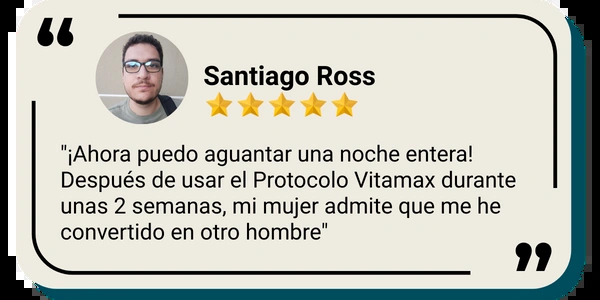 Santiago Ross
"¡Ahora puedo aguantar una noche entera!
Después de usar el Protocolo Vitamax durante
unas 2 semanas, mi mujer admite que me he
convertido en otro hombre"